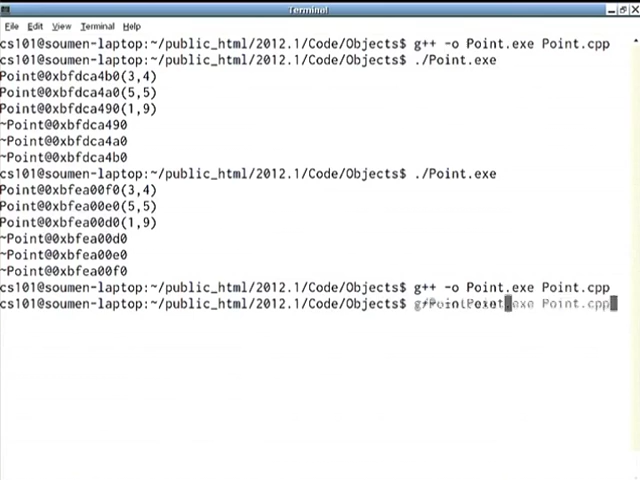 Terminal
File Edit View Terminal Help
cs101@soumen-laptop:~/public_html/2012.1/Code/Objects$ g++ -o Point.exe Point.cpp
cs101@soumen-laptop:~/public_html/2012.1/Code/Objects$ ./Point.exe
Point@0xbfdca4b0(3,4)
Point@0xbfdca4a0(5,5)
Point@0xbfdca490(1,9)
~Point@0xbfdca490
~Point@0xbfdca4a0
~Point@0xbfdca4b0
cs101@soumen-laptop:~/public_html/2012.1/Code/Objects$ ./Point.exe
Point@0xbfea00f0(3,4)
Point@0xbfea00e0(5,5)
Point@0xbfea00d0(1,9)
~Point@0xbfea00d0
~Point@0xbfea00e0
~Point@0xbfea00f0
cs101@soumen-laptop:~/public_html/2012.1/Code/Objects$ g++ -o Point.exe Point.cpp
cs101@soumen-laptop:~/public_html/2012.1/Code/Objects$ Point.cpp